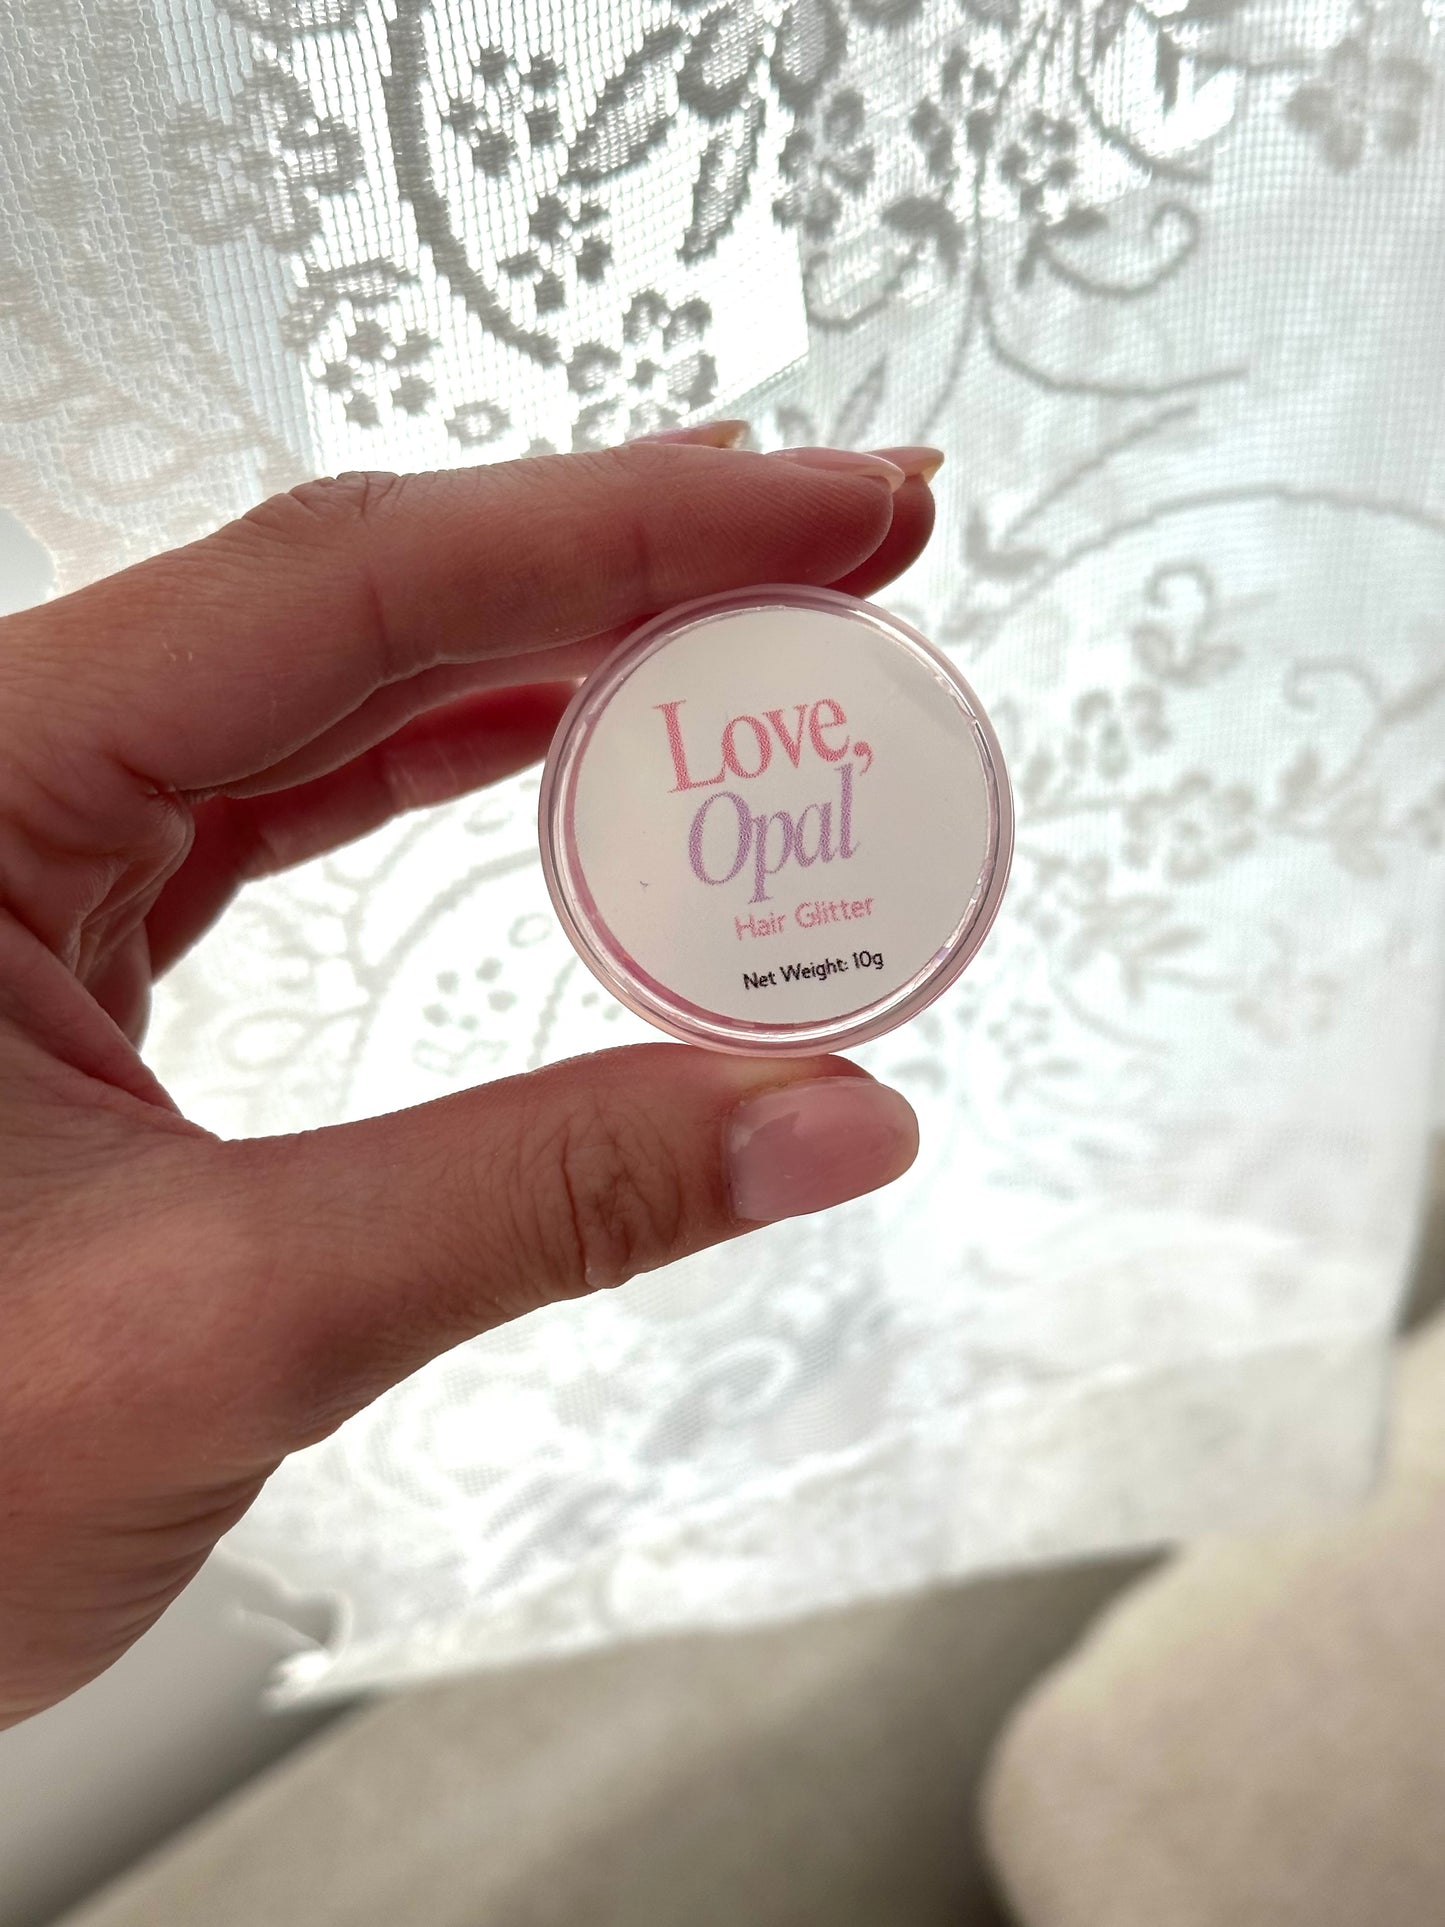 Love,
Opal
Hair Glitter
Net Weight: 10g